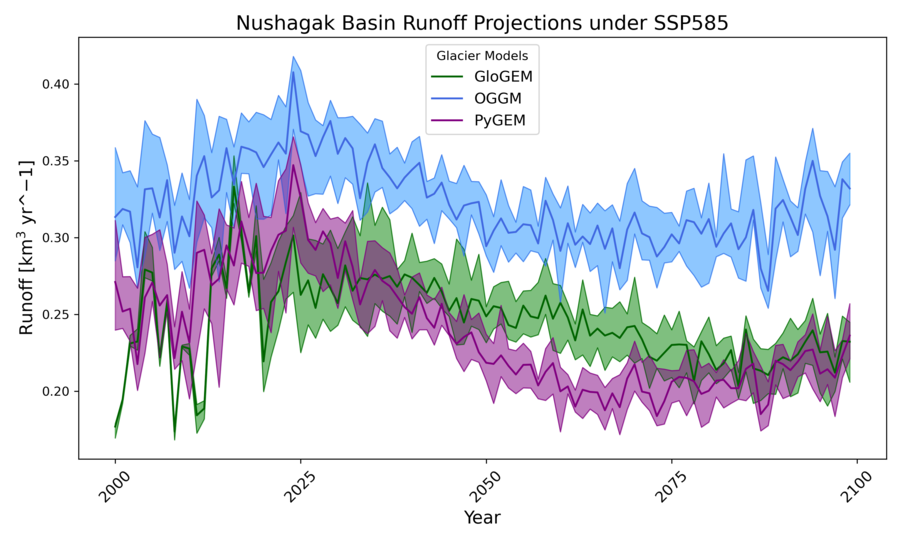 Nushagak Basin Runoff Projections under SSP585
Glacier Models
GloGEM
OGGM
PyGEM
Runoff [km³ yr^−1]
0.40
0.35
0.30
0.25
0.20
2000
2025
2050
2075
2100
Year